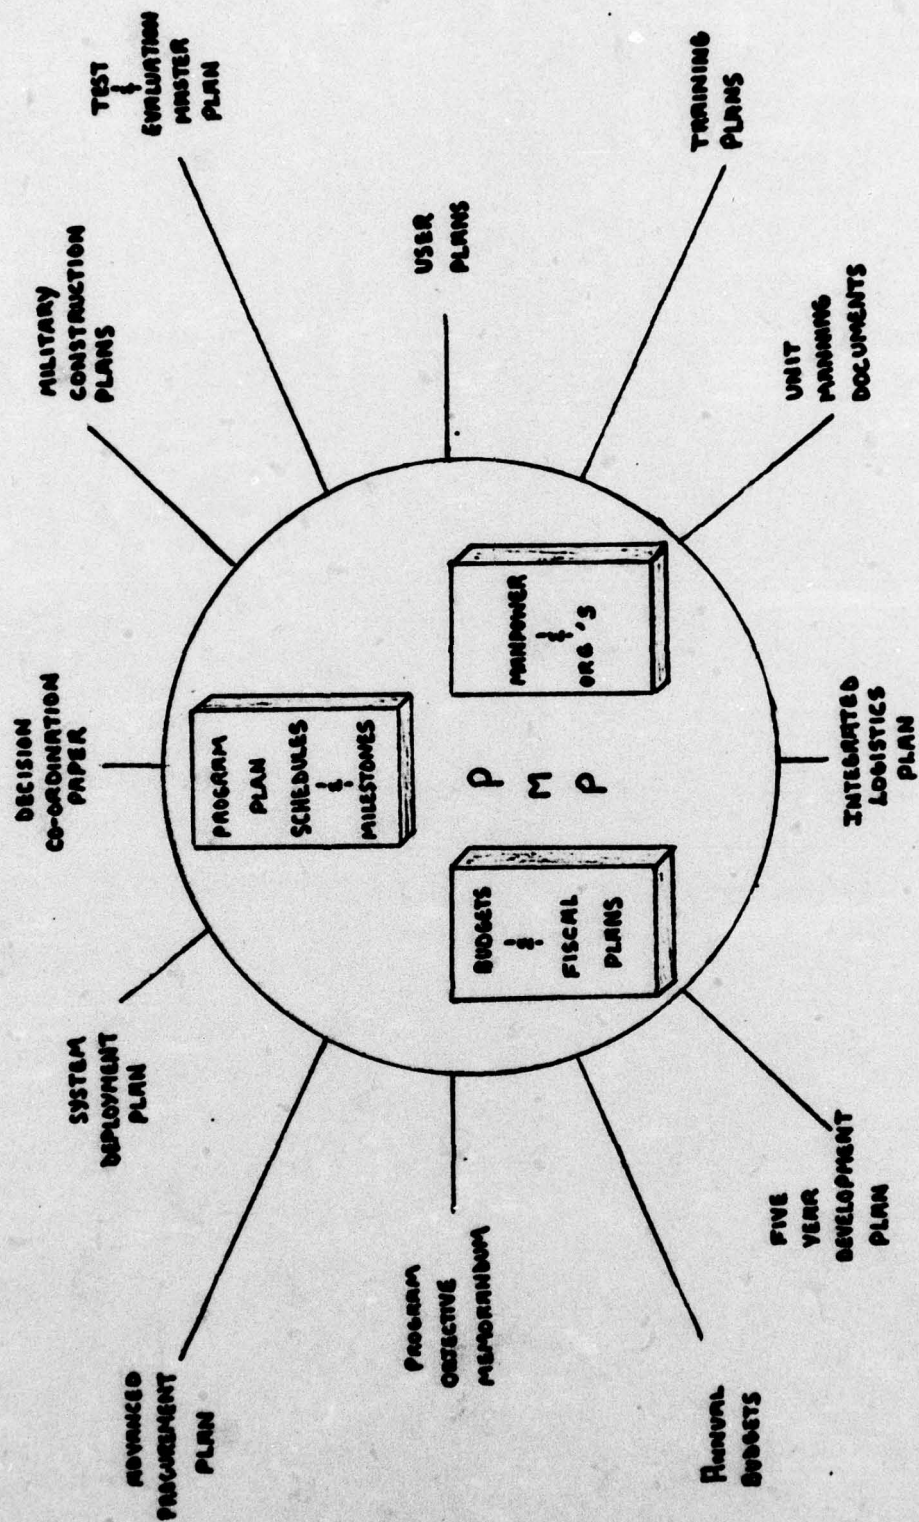 DECISION
CO-ORDINATION
PAPER
MILITARY
CONSTRUCTION
PLANS
TEST
&
EVALUATION
MASTER
PLAN
SYSTEM
DEPLOYMENT
PLAN
ADVANCED
PROCUREMENT
PLAN
PROGRAM
PLAN
SCHEDULES
&
MILESTONES
USER
PLANS
PROGRAM
OBJECTIVE
MEMORANDUM
BUDGETS
&
FISCAL
PLANS
P
M
P
MANPOWER
&
ORG'S
TRAINING
PLANS
ANNUAL
BUDGETS
UNIT
MANNING
DOCUMENTS
FIVE
YEAR
DEVELOPMENT
PLAN
INTEGRATED
LOGISTICS
PLAN